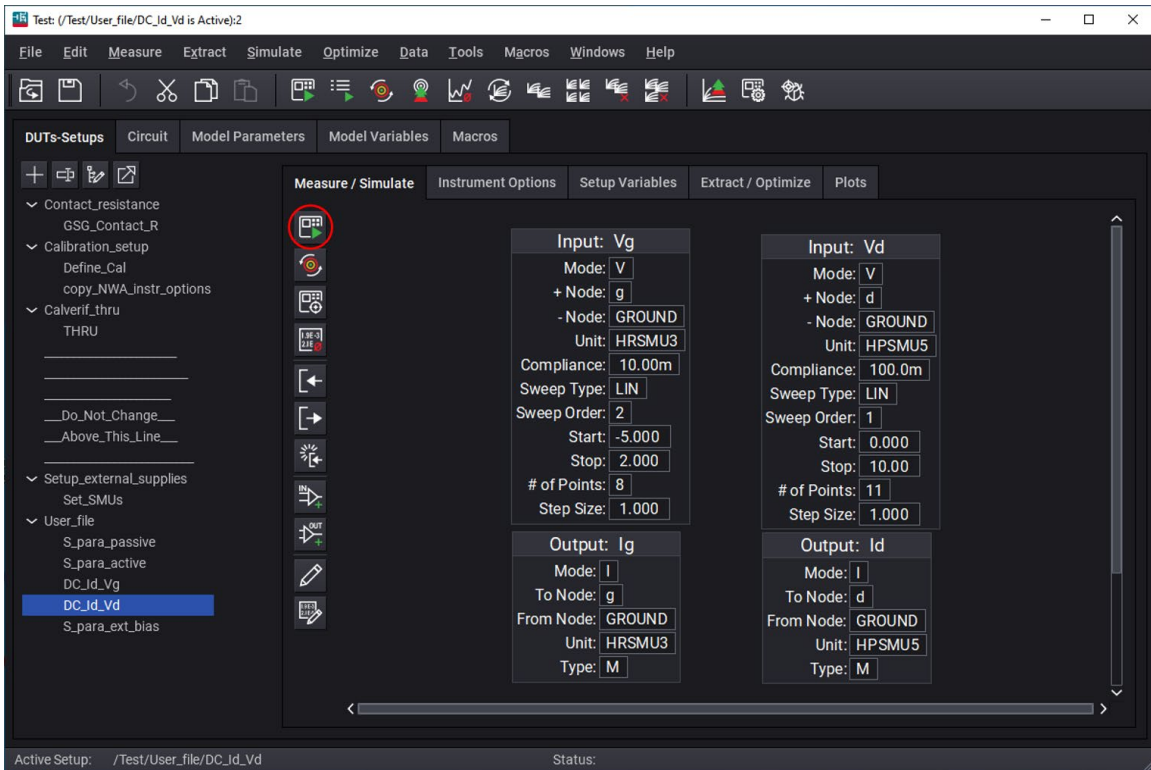 Test: (/Test/User_file/DC_Id_Vd is Active):2
File Edit Measure Extract Simulate Optimize Data Tools Macros Windows Help
DUTs-Setups Circuit Model Parameters Model Variables Macros
Contact_resistance
GSG_Contact_R
Calibration_setup
Define_Cal
copy_NWA_instr_options
Calverif_thru
THRU
___Do_Not_Change___
___Above_This_Line___
Setup_external_supplies
Set_SMUs
User_file
S_para_passive
S_para_active
DC_Id_Vg
DC_Id_Vd
S_para_ext_bias
Measure / Simulate Instrument Options Setup Variables Extract / Optimize Plots
1.9E-3
IN
OUT
Input: Vg
Mode: V
+ Node: g
- Node: GROUND
Unit: HRSMU3
Compliance: 10.00m
Sweep Type: LIN
Sweep Order: 2
Start: -5.000
Stop: 2.000
# of Points: 8
Step Size: 1.000
Input: Vd
Mode: V
+ Node: d
- Node: GROUND
Unit: HPSMU5
Compliance: 100.0m
Sweep Type: LIN
Sweep Order: 1
Start: 0.000
Stop: 10.00
# of Points: 11
Step Size: 1.000
Output: Ig
Mode: I
To Node: g
From Node: GROUND
Unit: HRSMU3
Type: M
Output: Id
Mode: I
To Node: d
From Node: GROUND
Unit: HPSMU5
Type: M
Active Setup: /Test/User_file/DC_Id_Vd Status: